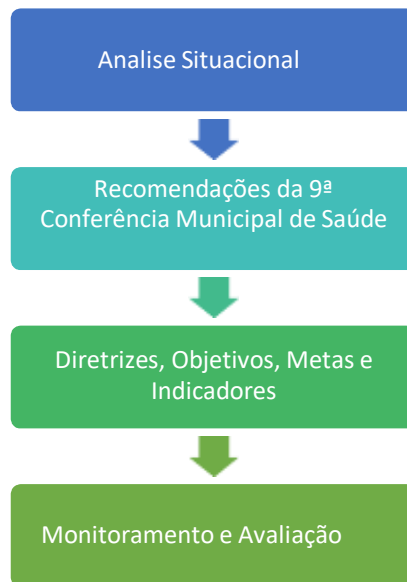 Analise Situacional
Recomendações da 9ª
Conferência Municipal de Saúde
Diretrizes, Objetivos, Metas e
Indicadores
Monitoramento e Avaliação